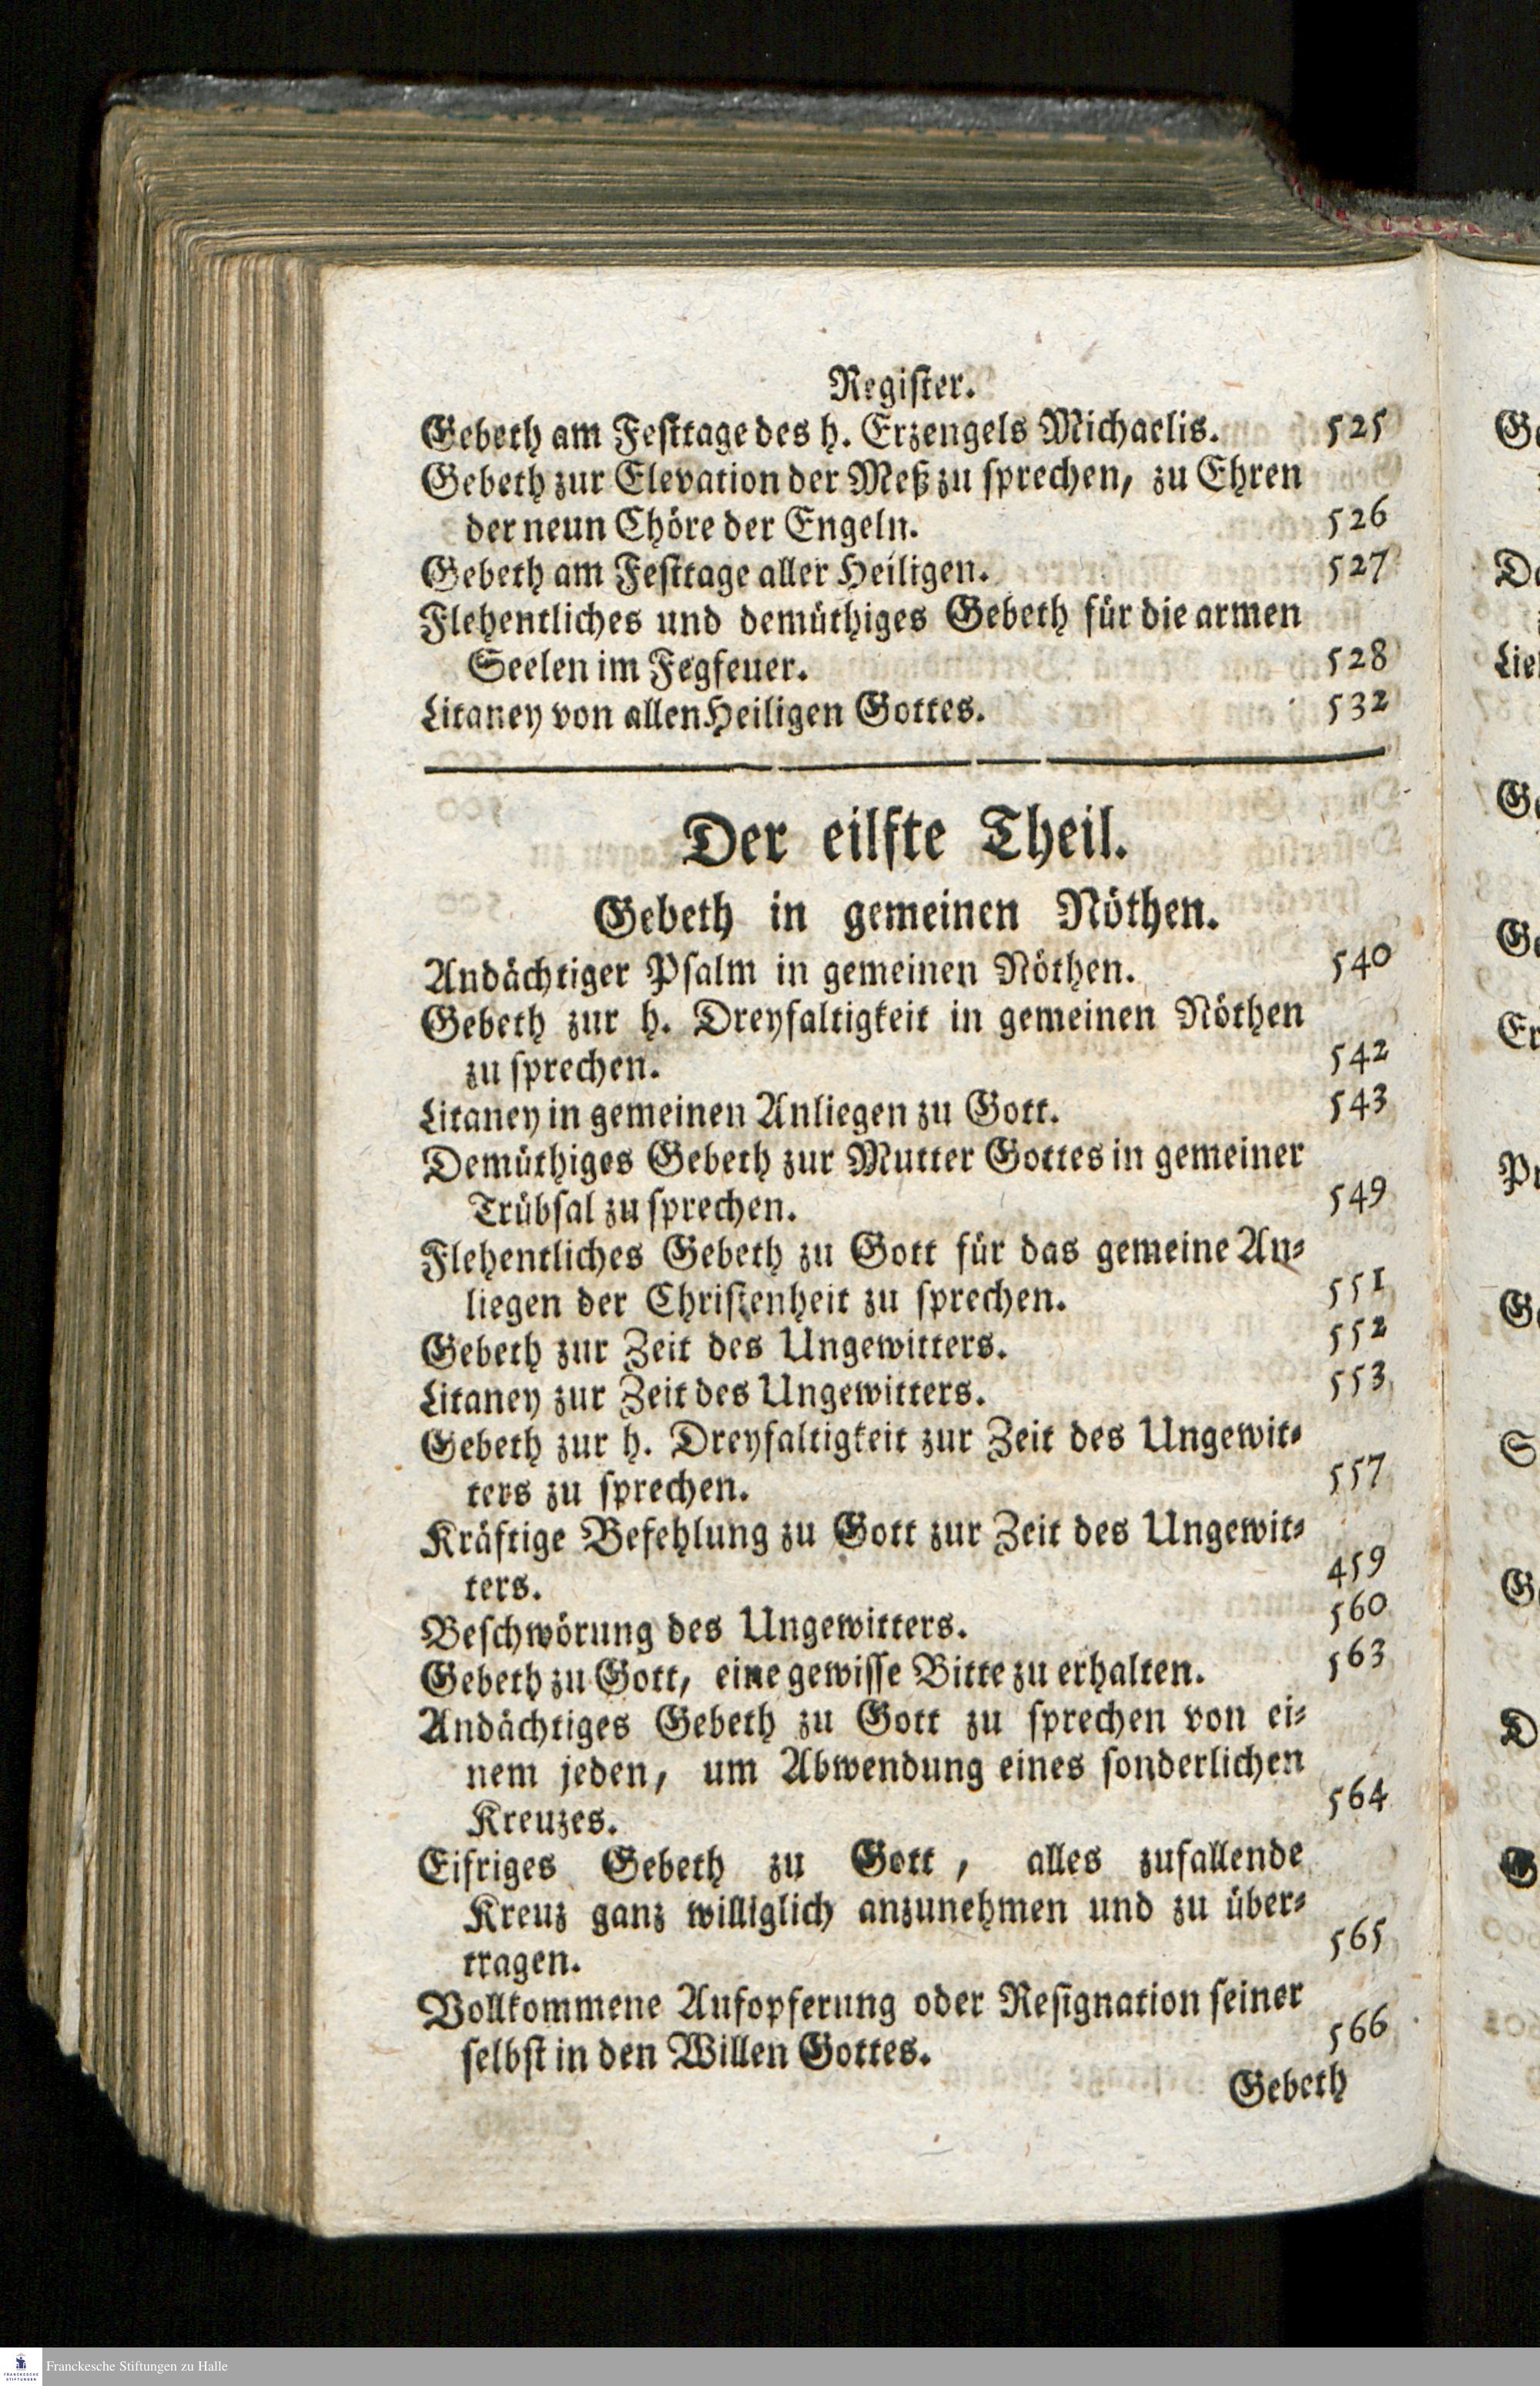 Register.
Gebeth am Festtage des h. Erzengels Michaelis. 525
Gebeth zur Elevation der Meß zu sprechen, zu Ehren
der neun Chöre der Engeln. 526
Gebeth am Festtage aller Heiligen. 527
Flehentliches und demüthiges Gebeth für die armen
Seelen im Fegfeuer. 528
Litaney von allen Heiligen Gottes. 532
Der eilfte Theil.
Gebeth in gemeinen Nöthen.
Andächtiger Psalm in gemeinen Nöthen. 540
Gebeth zur h. Dreyfaltigkeit in gemeinen Nöthen
zu sprechen. 542
Litaney in gemeinen Anliegen zu Gott. 543
Demüthiges Gebeth zur Mutter Gottes in gemeiner
Trübsal zu sprechen. 549
Flehentliches Gebeth zu Gott für das gemeine An-
liegen der Christenheit zu sprechen. 551
Gebeth zur Zeit des Ungewitters. 552
Litaney zur Zeit des Ungewitters. 553
Gebeth zur h. Dreyfaltigkeit zur Zeit des Ungewit-
ters zu sprechen. 557
Kräftige Befehlung zu Gott zur Zeit des Ungewit-
ters. 459
Beschwörung des Ungewitters. 560
Gebeth zu Gott, eine gewisse Bitte zu erhalten. 563
Andächtiges Gebeth zu Gott zu sprechen von ei-
nem jeden, um Abwendung eines sonderlichen
Kreuzes. 564
Eifriges Gebeth zu Gott, alles zufallende
Kreuz ganz williglich anzunehmen und zu über-
tragen. 565
Vollkommene Aufopferung oder Resignation seiner
selbst in den Willen Gottes. 566
Gebeth
Franckesche Stiftungen zu Halle